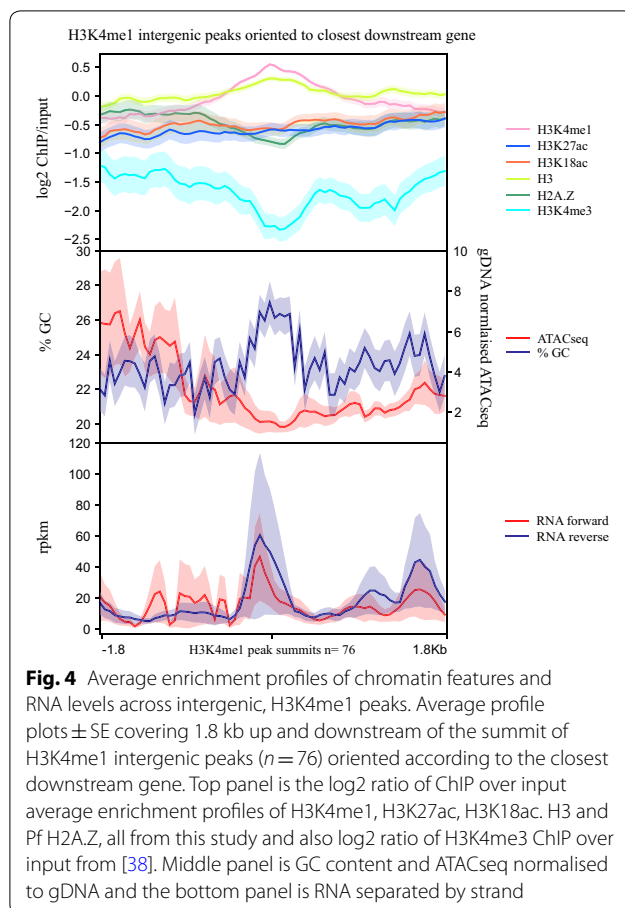 H3K4me1 intergenic peaks oriented to closest downstream gene
0.5
0.0
-0.5
-1.0
-1.5
-2.0
-2.5
log2 ChIP/input
H3K4me1
H3K27ac
H3K18ac
H3
H2A.Z
H3K4me3
30
28
26
24
22
20
% GC
10
8
6
4
2
gDNA normlaised ATACseq
ATACseq
% GC
120
100
80
60
40
20
0
rpkm
RNA forward
RNA reverse
-1.8 H3K4me1 peak summits n= 76 1.8Kb
Fig. 4 Average enrichment profiles of chromatin features and
RNA levels across intergenic, H3K4me1 peaks. Average profile
plots ± SE covering 1.8 kb up and downstream of the summit of
H3K4me1 intergenic peaks (n = 76) oriented according to the closest
downstream gene. Top panel is the log2 ratio of ChIP over input
average enrichment profiles of H3K4me1, H3K27ac, H3K18ac. H3 and
Pf H2A.Z, all from this study and also log2 ratio of H3K4me3 ChIP over
input from [38]. Middle panel is GC content and ATACseq normalised
to gDNA and the bottom panel is RNA separated by strand